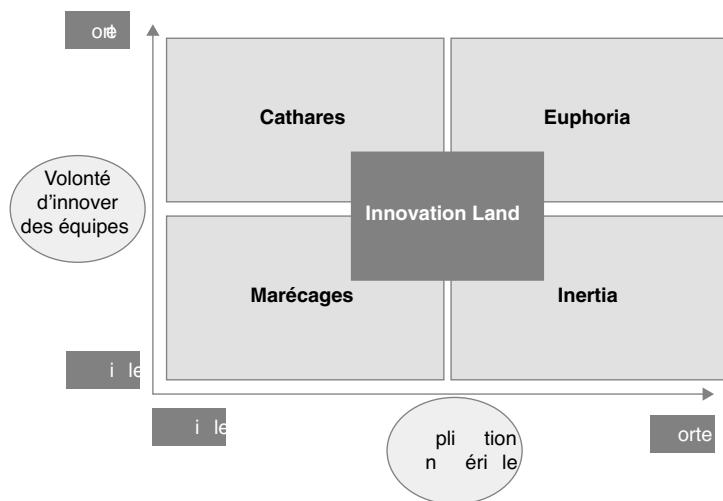 Cathares
Euphoria
Volonté
d'innover
des équipes
Innovation Land
Marécages
Inertia